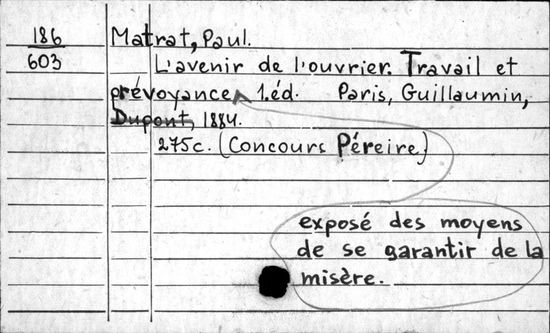 186
603
Matrat, Paul.
L'avenir de l'ouvrier. Travail et
prévoyance 1.éd. Paris, Guillaumin,
Dupont, 1884.
275c. (Concours Péreire)
exposé des moyens
de se garantir de la
misère.